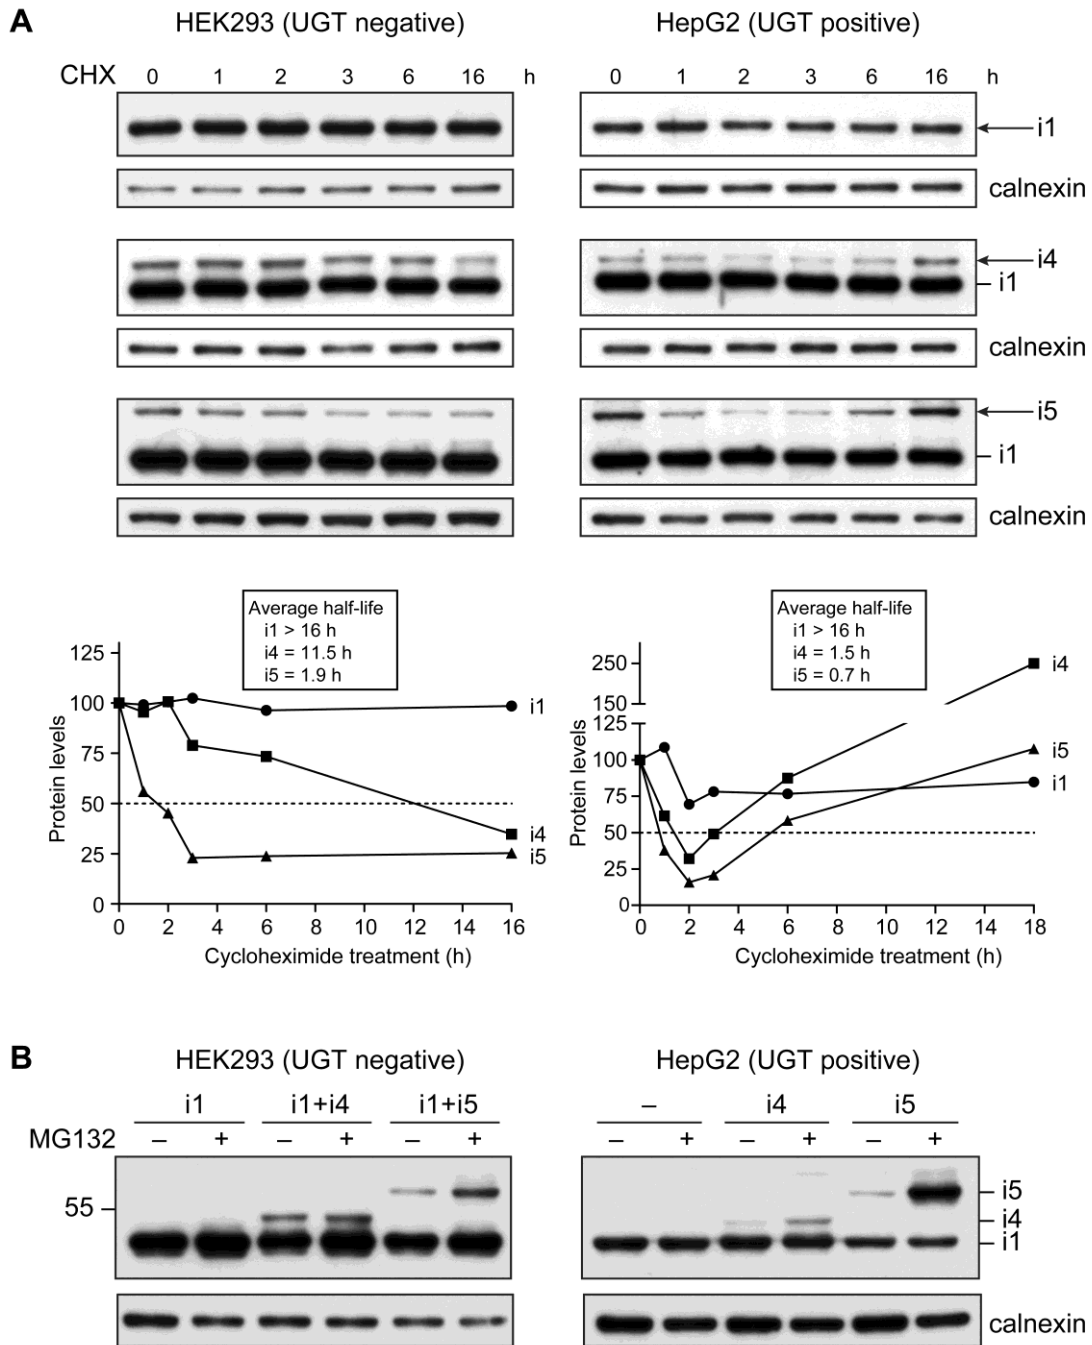 A
HEK293 (UGT negative)
HepG2 (UGT positive)
CHX 0 1 2 3 6 16 h
0 1 2 3 6 16 h
i1
calnexin
i4
i1
calnexin
i5
i1
calnexin
Average half-life
i1 > 16 h
i4 = 11.5 h
i5 = 1.9 h
125
100
75
50
25
0
Protein levels
i1
i4
i5
0 2 4 6 8 10 12 14 16
Cycloheximide treatment (h)
Average half-life
i1 > 16 h
i4 = 1.5 h
i5 = 0.7 h
250
150
125
100
75
50
25
0
Protein levels
i4
i5
i1
0 2 4 6 8 10 12 14 18
Cycloheximide treatment (h)
B
HEK293 (UGT negative)
HepG2 (UGT positive)
i1 i1+i4 i1+i5
– i4 i5
MG132 – + – + – +
– + – + – +
55
i5
i4
i1
calnexin